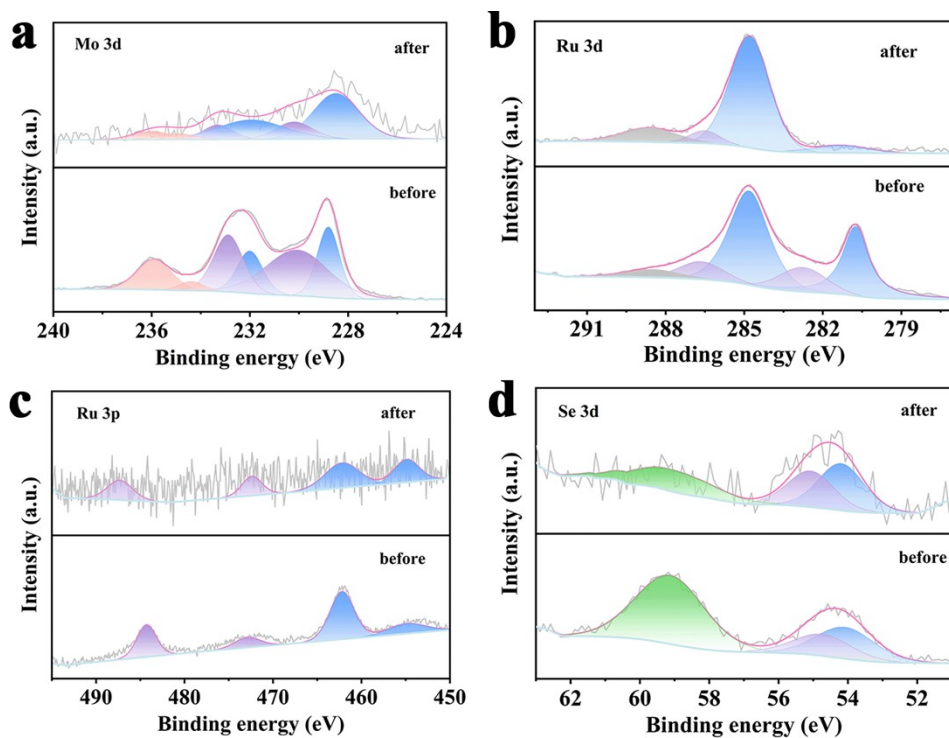 a
Mo 3d
after
before
Intensity (a.u.)
240 236 232 228 224
Binding energy (eV)
b
Ru 3d
after
before
Intensity (a.u.)
291 288 285 282 279
Binding energy (eV)
c
Ru 3p
after
before
Intensity (a.u.)
490 480 470 460 450
Binding energy (eV)
d
Se 3d
after
before
Intensity (a.u.)
62 60 58 56 54 52
Binding energy (eV)